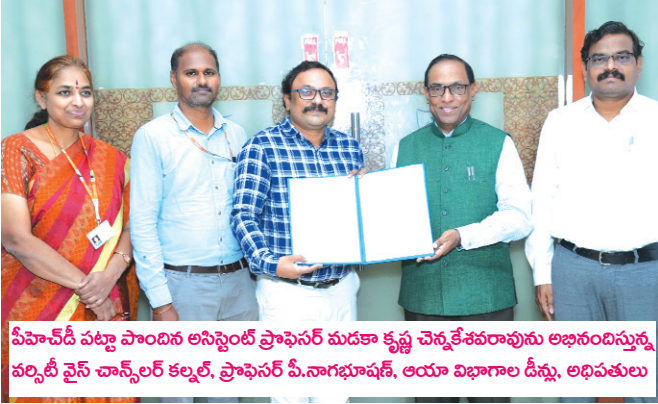 పీహెచ్‌డీ పట్టా పొందిన అసిస్టెంట్ ప్రొఫెసర్ మడకా కృష్ణ చెన్నకేశవరావును అభినందిస్తున్న
వర్సిటీ వైస్ చాన్స్‌లర్ కల్నల్, ప్రొఫెసర్ పీ.నాగభూషణ్, ఆయా విభాగాల డీన్లు, అధిపతులు